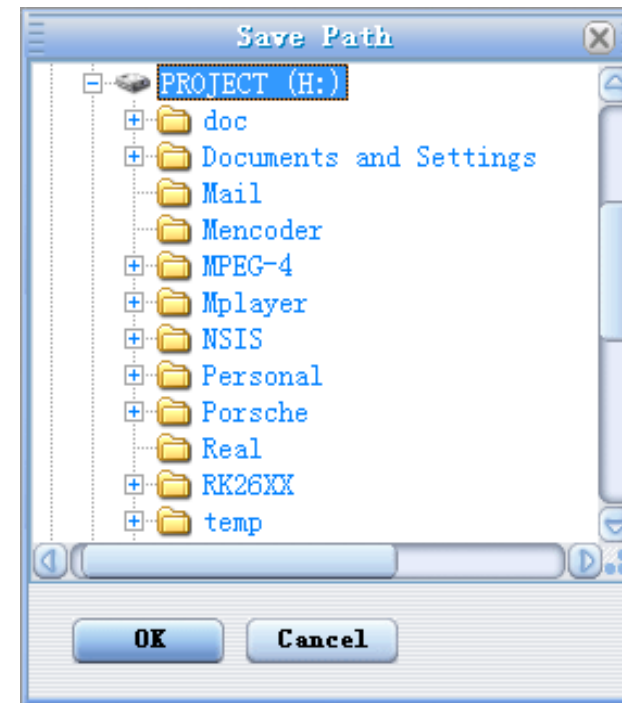 Save Path
PROJECT (H:)
doc
Documents and Settings
Mail
Mencoder
MPEG-4
Mplayer
NSIS
Personal
Porsche
Real
RK26XX
temp
OK Cancel